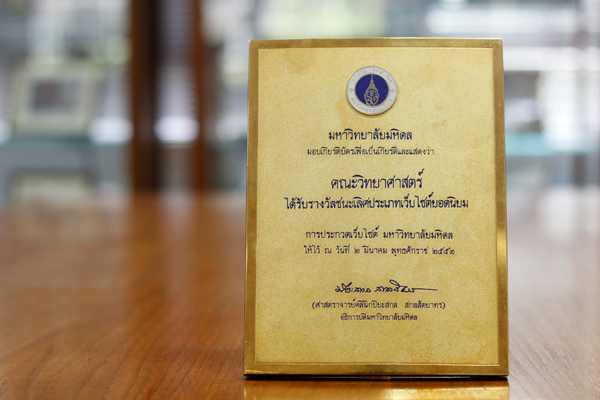 มหาวิทยาลัยมหิดล
มอบเกียรติบัตรเพื่อเป็นเกียรติและแสดงว่า
คณะวิทยาศาสตร์
ได้รับรางวัลชนะเลิศประเภทเว็บไซต์ยอดนิยม
การประกวดเว็บไซต์ มหาวิทยาลัยมหิดล
ให้ไว้ ณ วันที่ ๒ มีนาคม พุทธศักราช ๒๕๕๒
(ศาสตราจารย์คลินิกปิยะสกล สกลสัตยาทร)
อธิการบดีมหาวิทยาลัยมหิดล